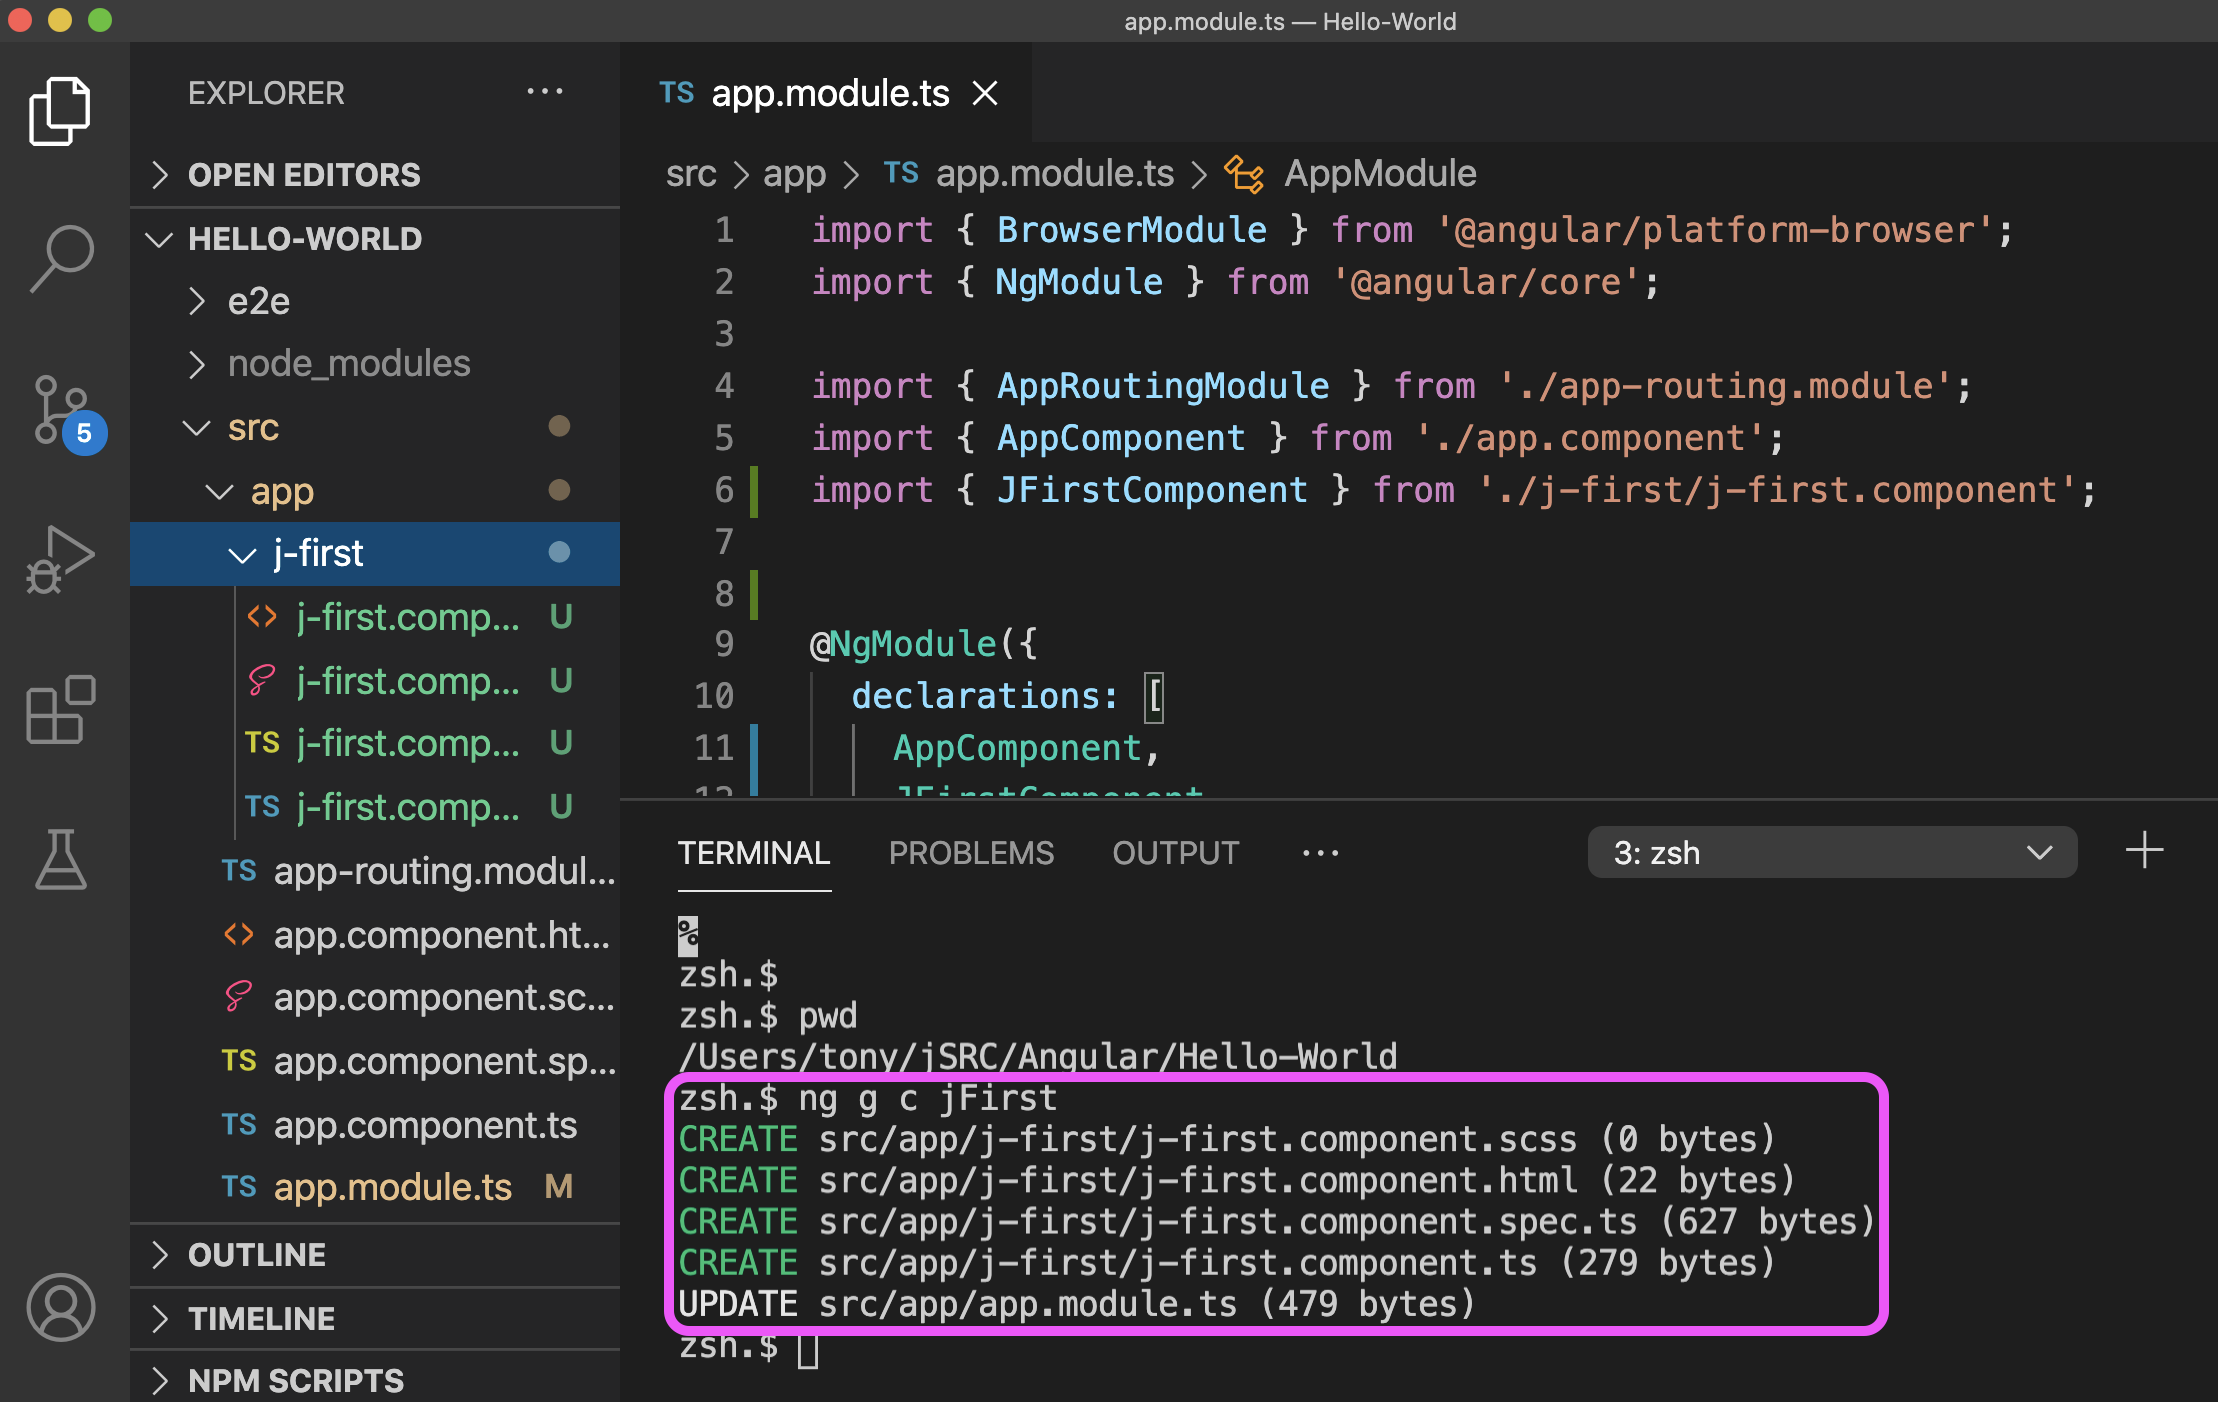 app.module.ts — Hello-World
EXPLORER
OPEN EDITORS
HELLO-WORLD
e2e
node_modules
src
app
j-first
j-first.comp... U
j-first.comp... U
TS j-first.comp... U
TS j-first.comp... U
TS app-routing.modul...
app.component.ht...
app.component.sc...
TS app.component.sp...
TS app.component.ts
TS app.module.ts M
OUTLINE
TIMELINE
NPM SCRIPTS
5
TS app.module.ts
src > app > TS app.module.ts > AppModule
1 import { BrowserModule } from '@angular/platform-browser';
2 import { NgModule } from '@angular/core';
3
4 import { AppRoutingModule } from './app-routing.module';
5 import { AppComponent } from './app.component';
6 import { JFirstComponent } from './j-first/j-first.component';
7
8
9 @NgModule({
10 declarations: [
11 AppComponent,
12 JFirstComponent
TERMINAL PROBLEMS OUTPUT ... 3: zsh
%
zsh.$
zsh.$ pwd
/Users/tony/jSRC/Angular/Hello-World
zsh.$ ng g c jFirst
CREATE src/app/j-first/j-first.component.scss (0 bytes)
CREATE src/app/j-first/j-first.component.html (22 bytes)
CREATE src/app/j-first/j-first.component.spec.ts (627 bytes)
CREATE src/app/j-first/j-first.component.ts (279 bytes)
UPDATE src/app/app.module.ts (479 bytes)
zsh.$